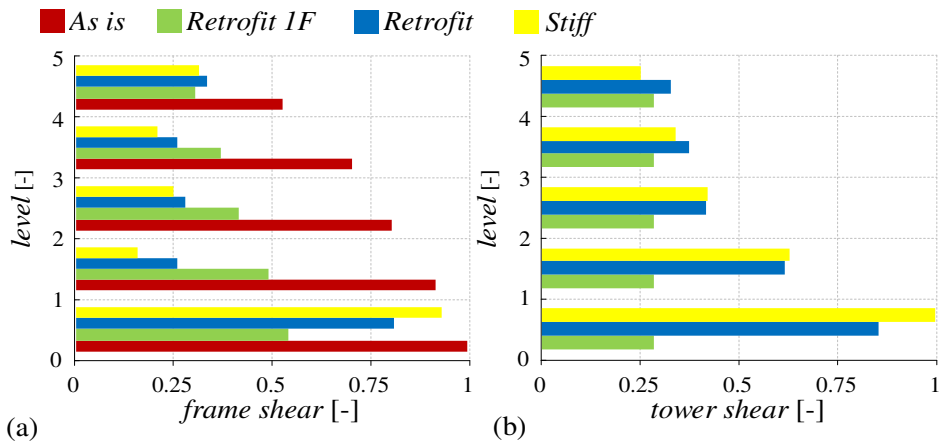 As is Retrofit 1F Retrofit Stiff
5
4
3
2
1
0
level [-]
0 0.25 0.5 0.75 1
frame shear [-]
(a)
5
4
3
2
1
0
level [-]
0 0.25 0.5 0.75 1
tower shear [-]
(b)